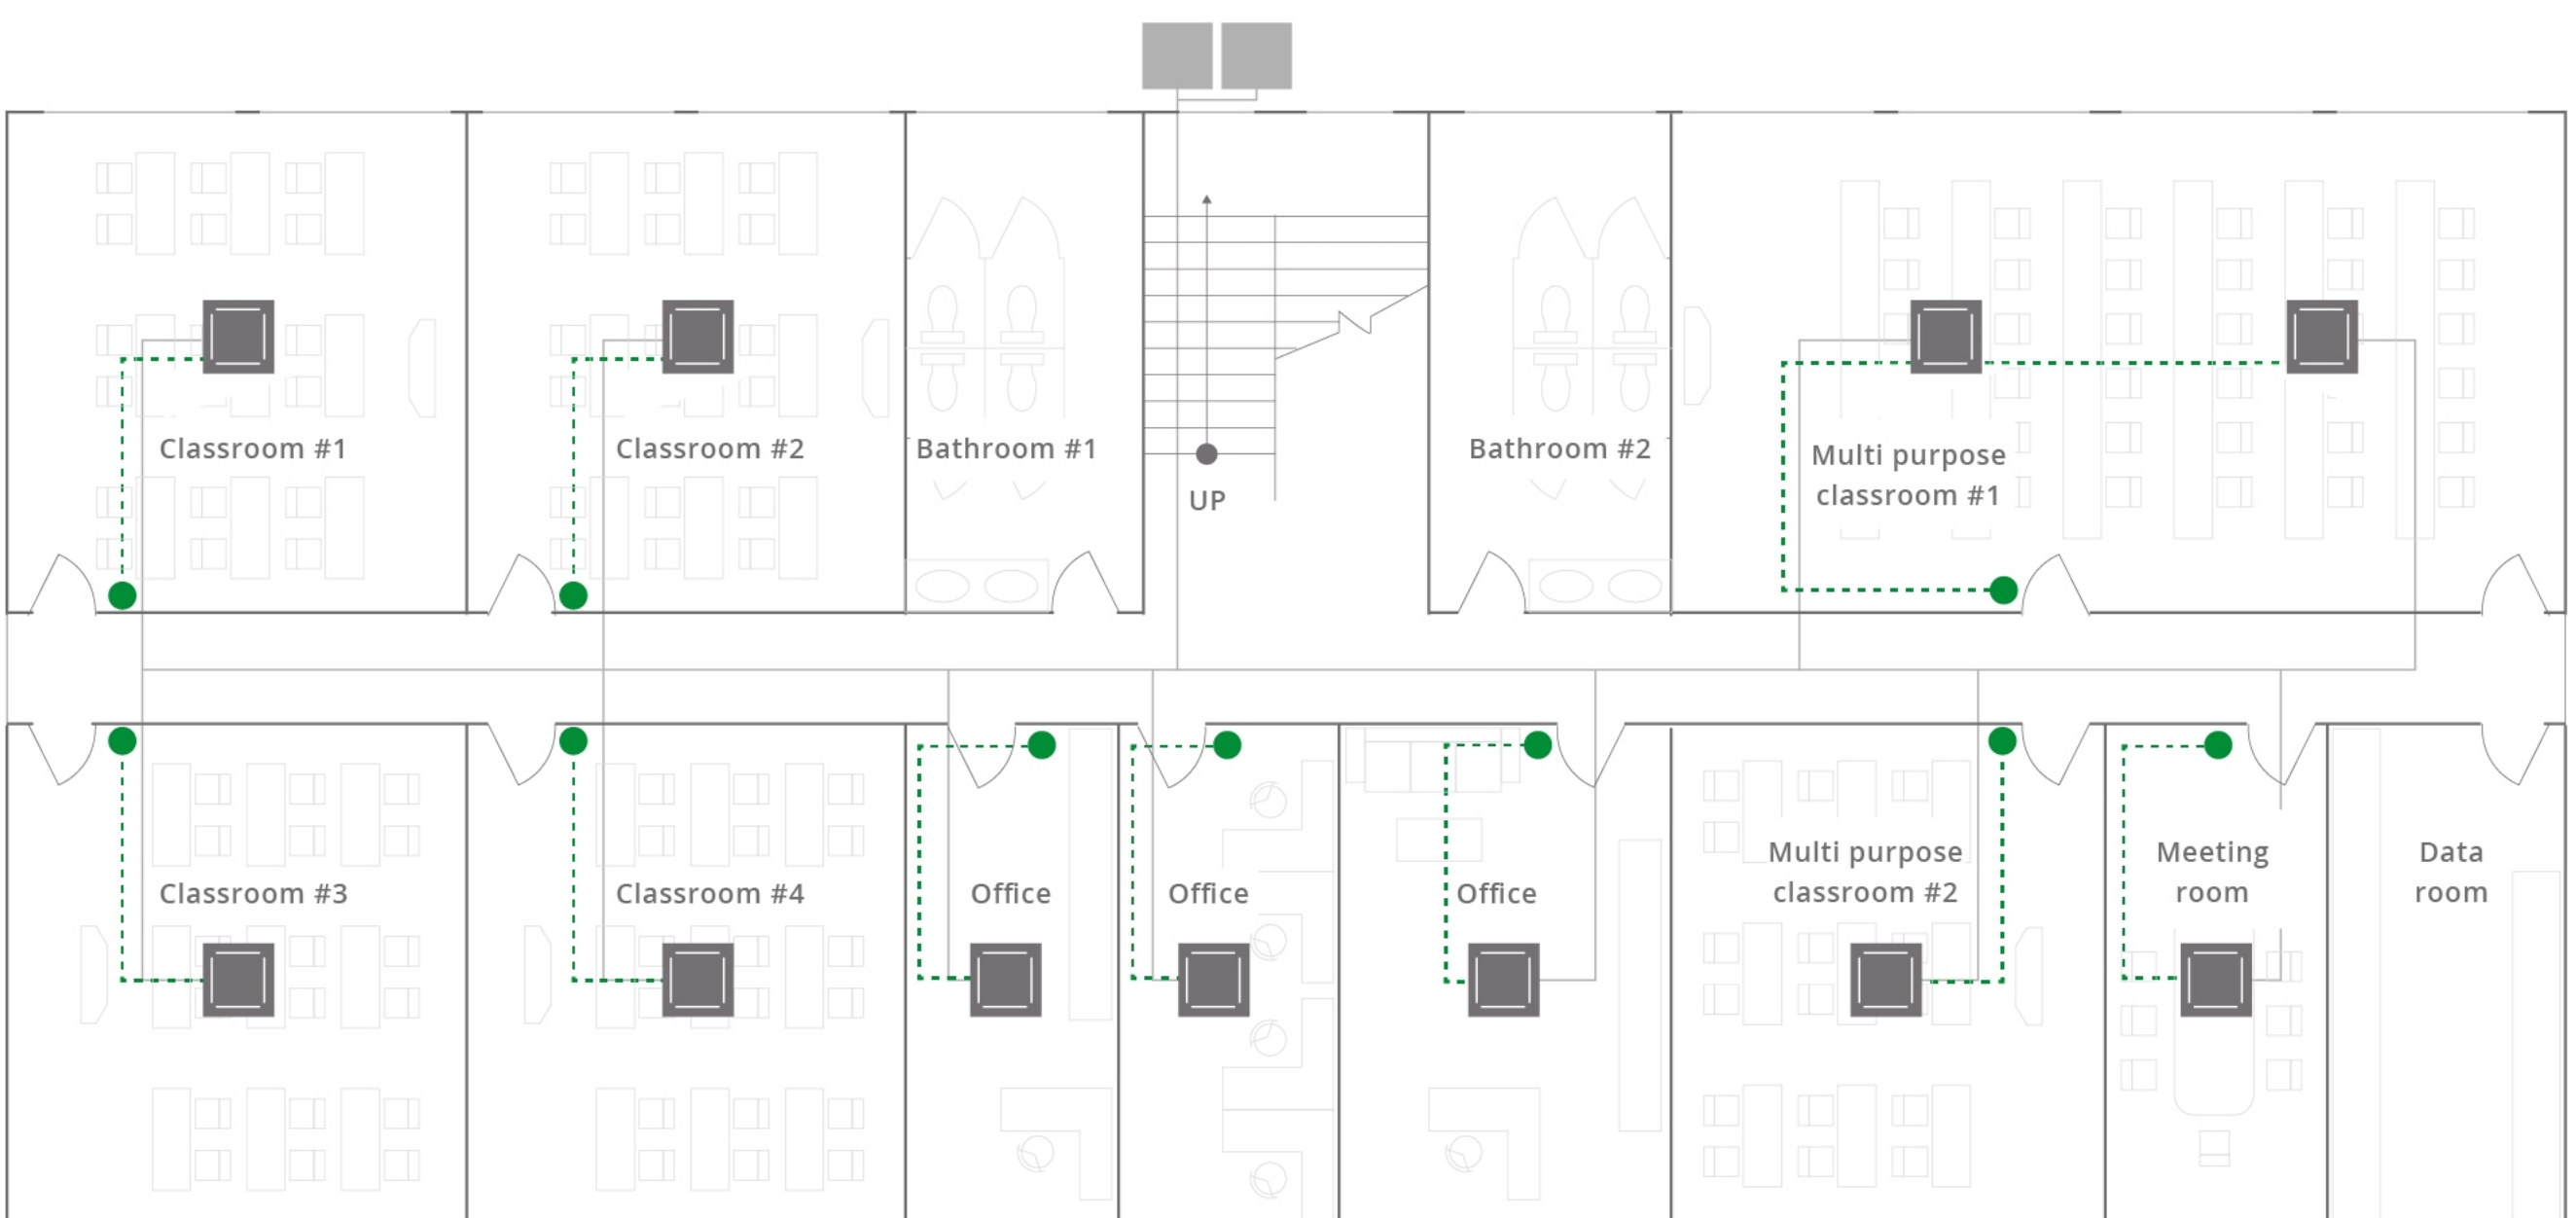 Classroom #1
Classroom #2
Bathroom #1
UP
Bathroom #2
Multi purpose
classroom #1
Classroom #3
Classroom #4
Office
Office
Office
Multi purpose
classroom #2
Meeting
room
Data
room